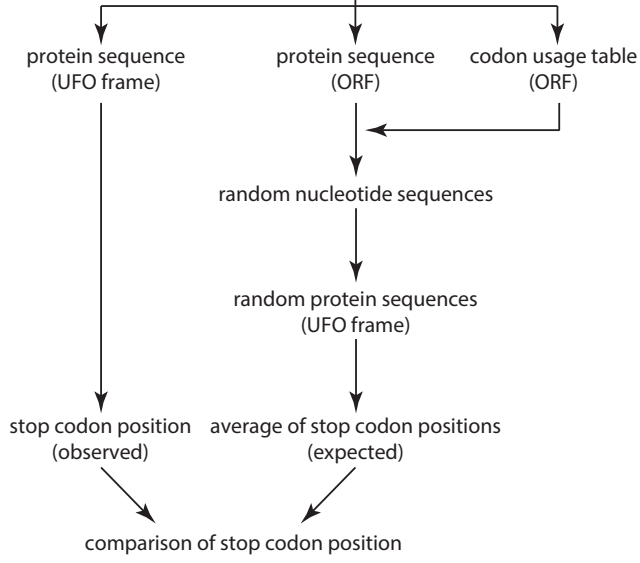 protein sequence
(UFO frame)
protein sequence
(ORF)
codon usage table
(ORF)
random nucleotide sequences
random protein sequences
(UFO frame)
stop codon position
(observed)
average of stop codon positions
(expected)
comparison of stop codon position